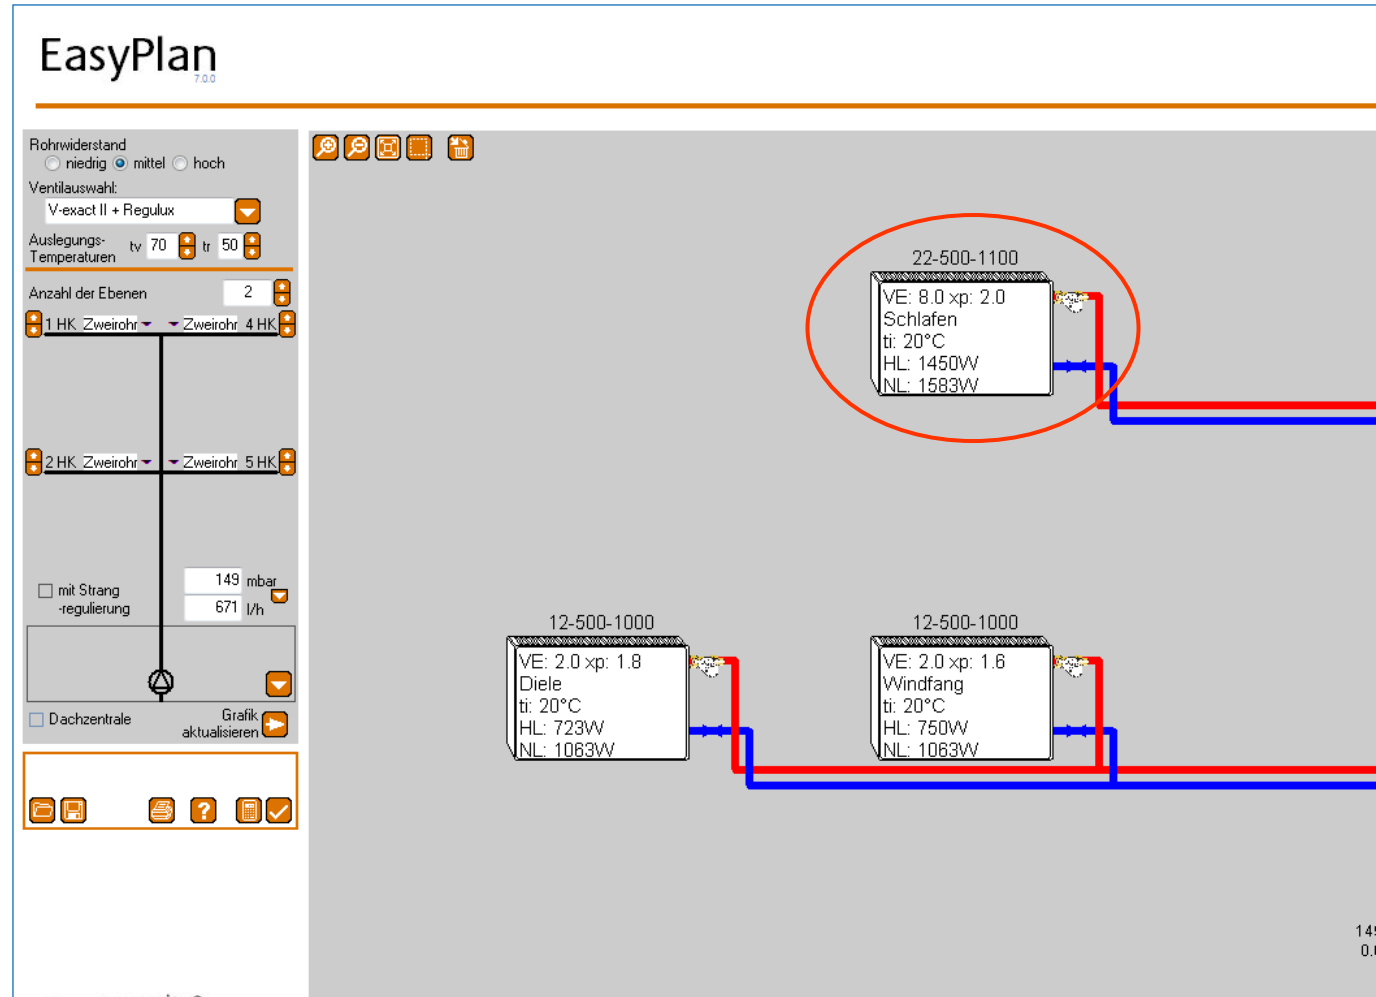 EasyPlan
7.0.0
Rohrwiderstand
niedrig mittel hoch
Ventilauswahl:
V-exact II + Regulux
Auslegungs-
Temperaturen tv 70 tr 50
Anzahl der Ebenen 2
1 HK Zweirohr Zweirohr 4 HK
2 HK Zweirohr Zweirohr 5 HK
mit Strang
-regulierung
149 mbar
671 l/h
Dachzentrale
Grafik
aktualisieren
?
22-500-1100
VE: 8.0 xp: 2.0
Schlafen
ti: 20°C
HL: 1450W
NL: 1583W
12-500-1000
VE: 2.0 xp: 1.8
Diele
ti: 20°C
HL: 723W
NL: 1063W
12-500-1000
VE: 2.0 xp: 1.6
Windfang
ti: 20°C
HL: 750W
NL: 1063W